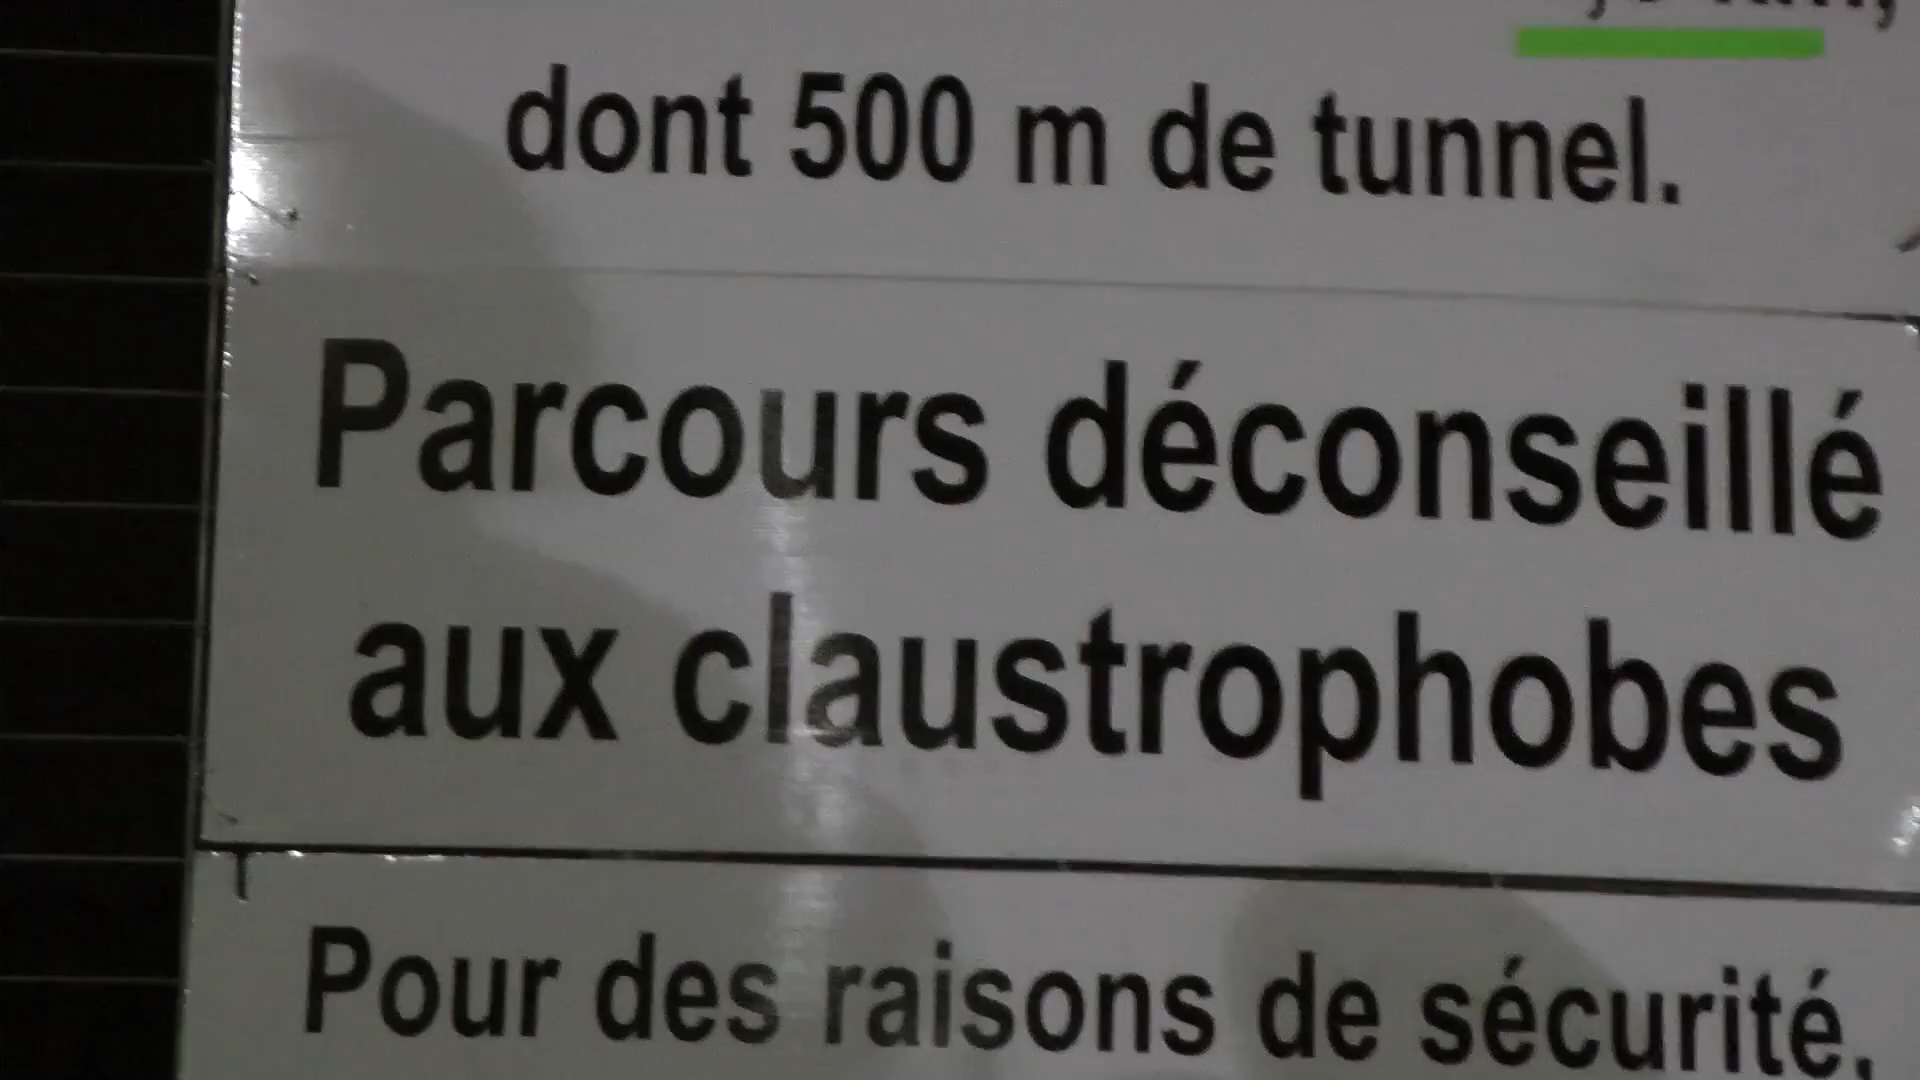 dont 500 m de tunnel.
Parcours déconseillé
aux claustrophobes
Pour des raisons de sécurité,